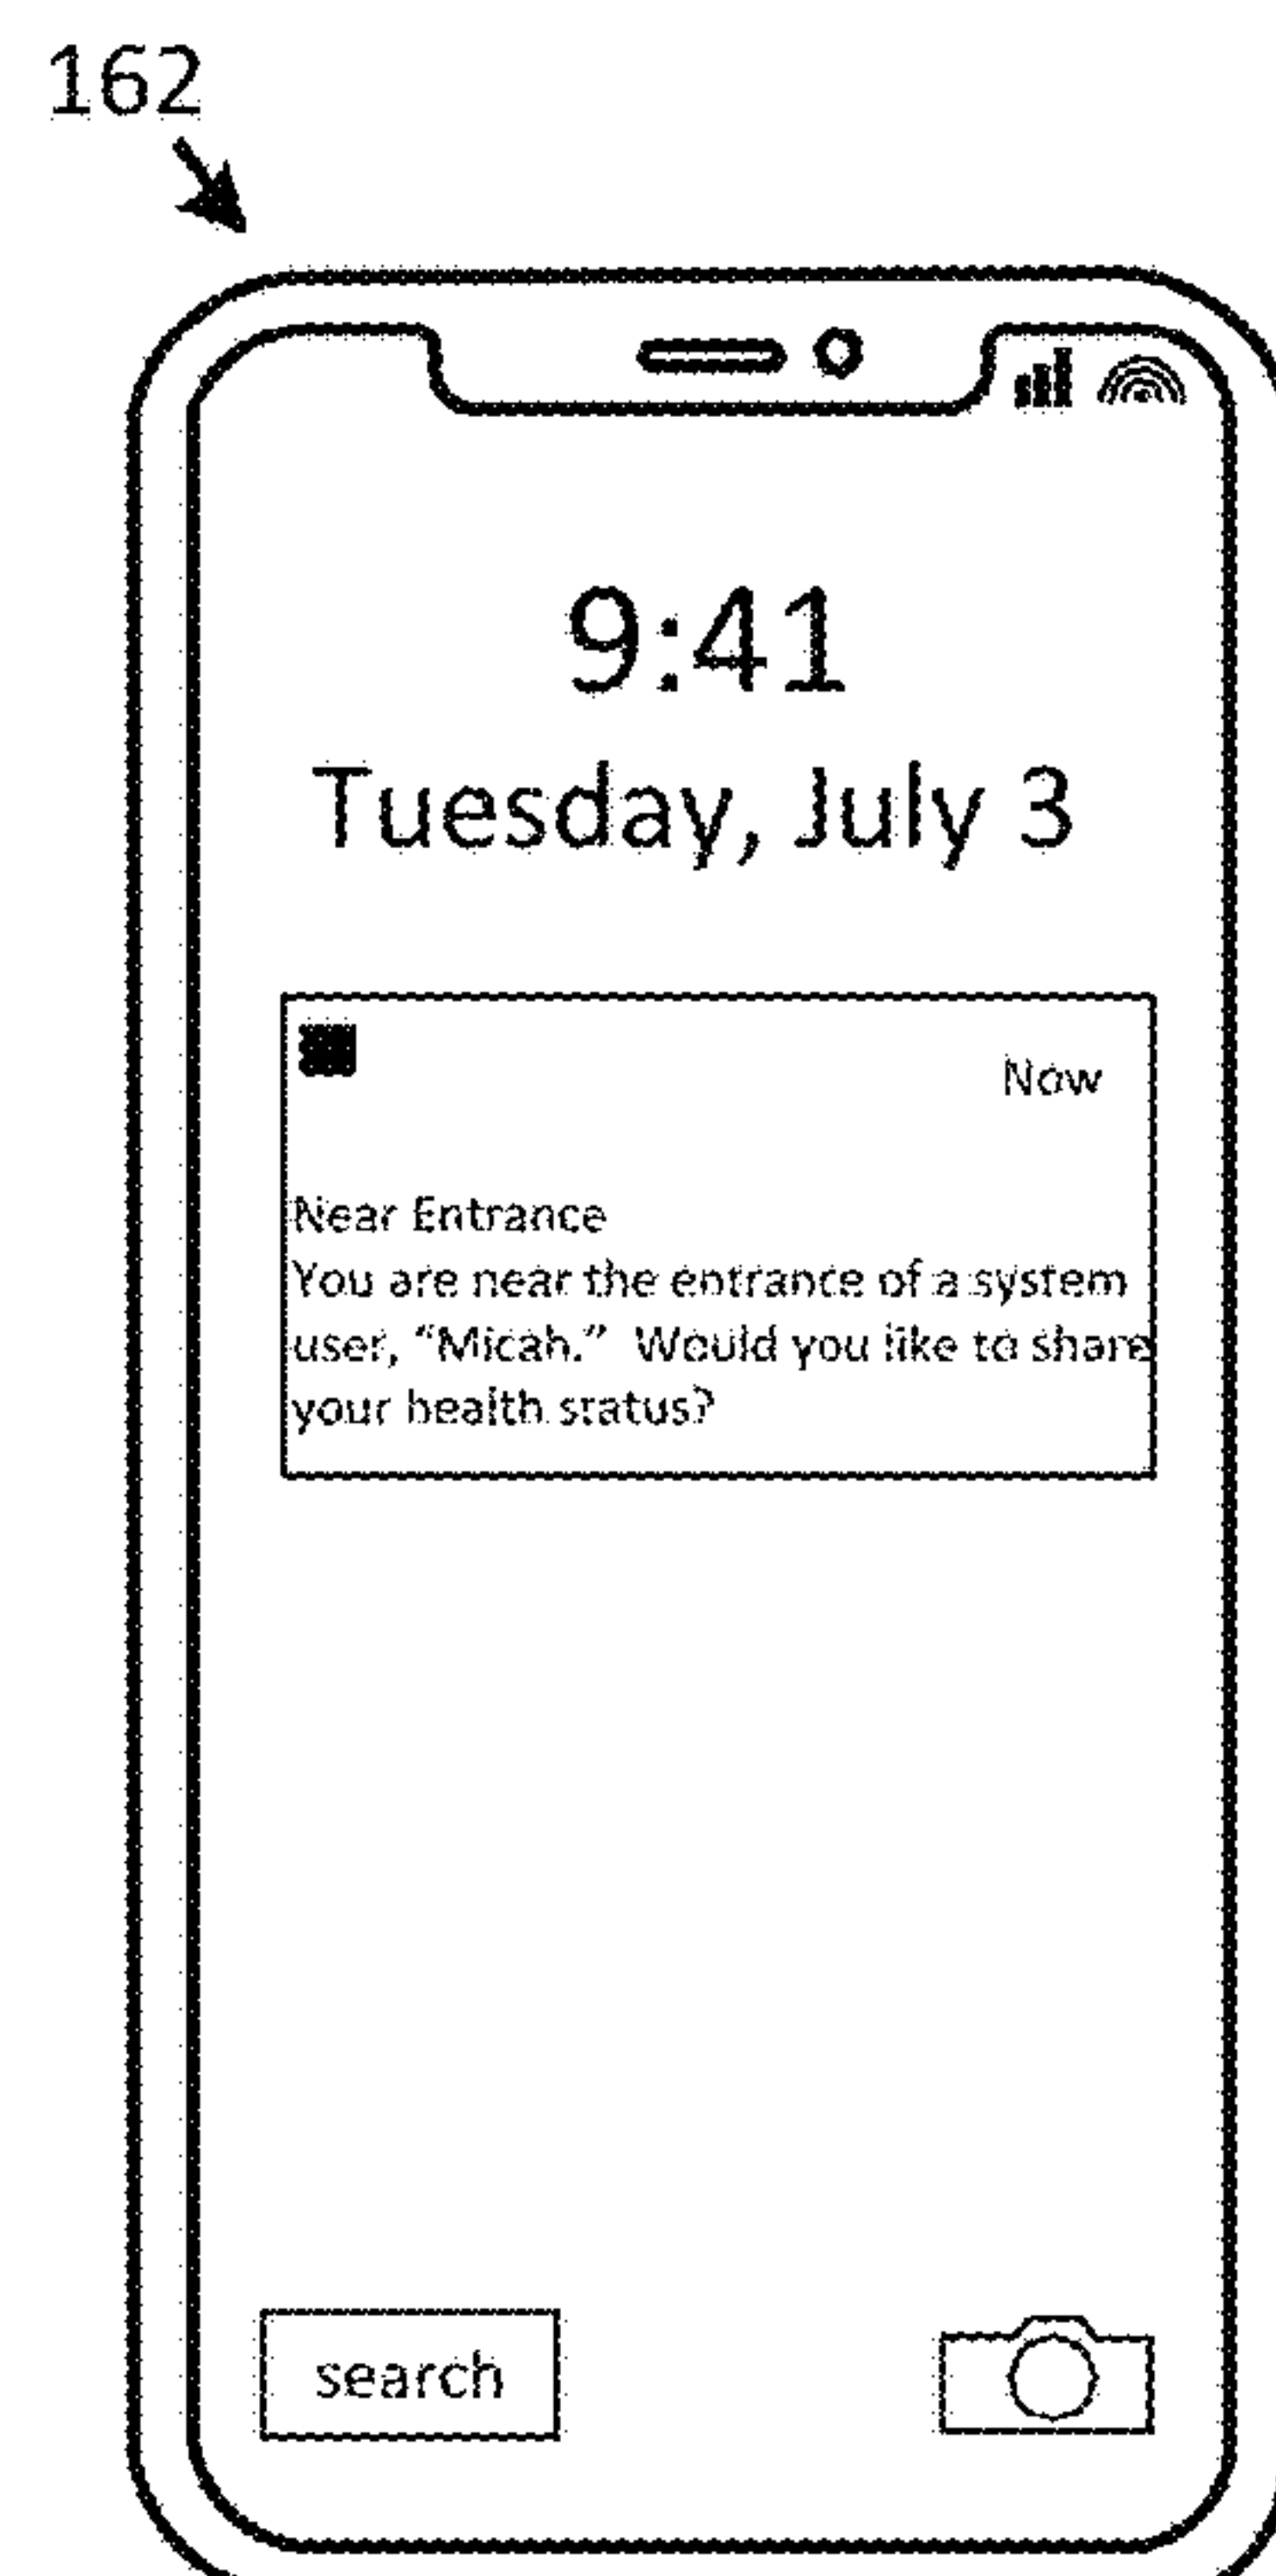 162
9:41
Tuesday, July 3
Now
Near Entrance
You are near the entrance of a system
user, “Micah.” Would you like to share
your health status?
search